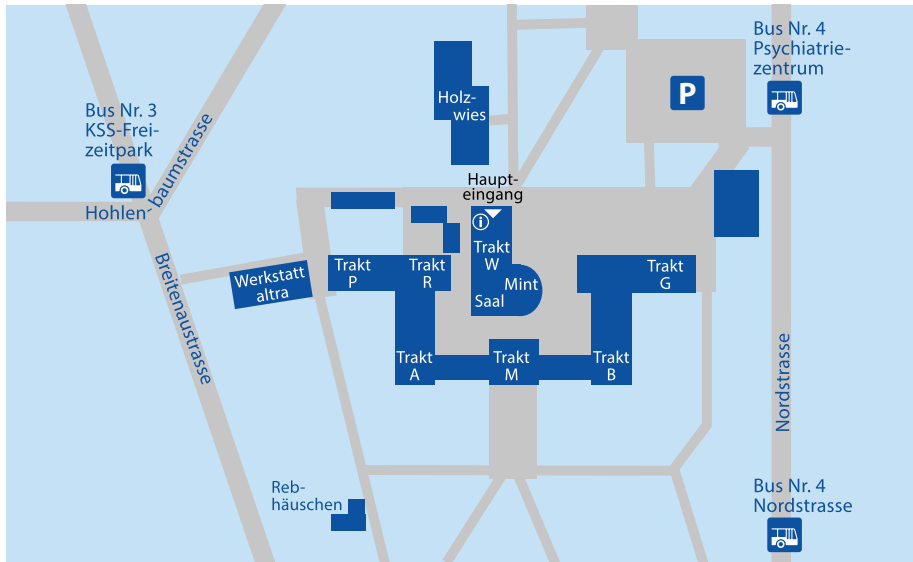 Bus Nr. 4
Psychiatrie-
zentrum
P
Holz-
wies
Bus Nr. 3
KSS-Frei-
zeitpark
Hohlen-
baumstrasse
Haupt-
eingang
i
Trakt
W
Mint
Saal
Trakt
P
Trakt
R
Trakt
G
Werkstatt
altra
Breitenaustrasse
Trakt
A
Trakt
M
Trakt
B
Nordstrasse
Reb-
häuschen
Bus Nr. 4
Nordstrasse